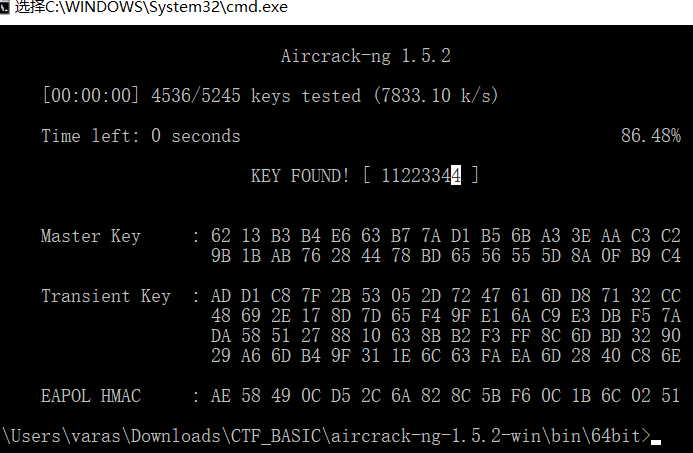 选择C:\WINDOWS\System32\cmd.exe
Aircrack-ng 1.5.2
[00:00:00] 4536/5245 keys tested (7833.10 k/s)
Time left: 0 seconds 86.48%
KEY FOUND! [ 11223344 ]
Master Key : 62 13 B3 B4 E6 63 B7 7A D1 B5 6B A3 3E AA C3 C2
9B 1B AB 76 28 44 78 BD 65 56 55 5D 8A 0F B9 C4
Transient Key : AD D1 C8 7F 2B 53 05 2D 72 47 61 6D D8 71 32 CC
48 69 2E 17 8D 7D 65 F4 9F E1 6A C9 E3 DB F5 7A
DA 58 51 27 88 10 63 8B B2 F3 FF 8C 6D BD 32 90
29 A6 6D B4 9F 31 1E 6C 63 FA EA 6D 28 40 C8 6E
EAPOL HMAC : AE 58 49 0C D5 2C 6A 82 8C 5B F6 0C 1B 6C 02 51
\Users\varas\Downloads\CTF_BASIC\aircrack-ng-1.5.2-win\bin\64bit>